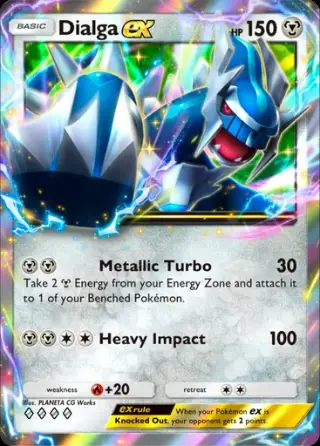 BASIC Dialga ex HP 150
Metallic Turbo 30
Take 2 Energy from your Energy Zone and attach it
to 1 of your Benched Pokémon.
Heavy Impact 100
Illus. PLANETA CG Works
weakness +20 retreat
ex rule When your Pokémon ex is
Knocked Out, your opponent gets 2 points.